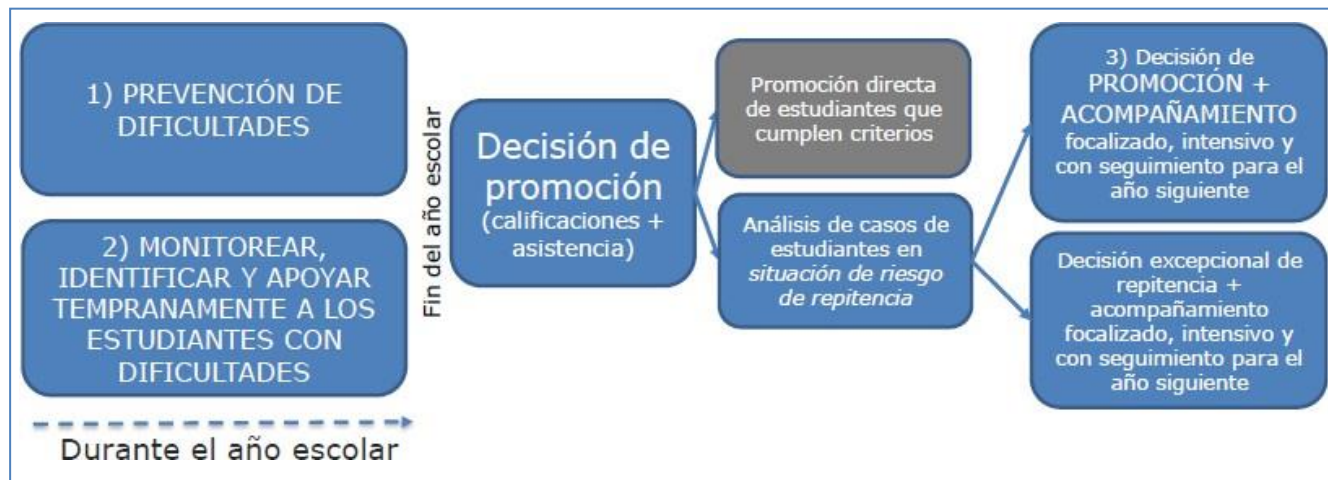 1) PREVENCIÓN DE
DIFICULTADES
2) MONITOREAR,
IDENTIFICAR Y APOYAR
TEMPRANAMENTE A LOS
ESTUDIANTES CON
DIFICULTADES
Durante el año escolar
Fin del año escolar
Decisión de
promoción
(calificaciones +
asistencia)
Promoción directa
de estudiantes que
cumplen criterios
Análisis de casos de
estudiantes en
situación de riesgo
de repitencia
3) Decisión de
PROMOCIÓN +
ACOMPAÑAMIENTO
focalizado, intensivo y
con seguimiento para el
año siguiente
Decisión excepcional de
repitencia +
acompañamiento
focalizado, intensivo y
con seguimiento para el
año siguiente